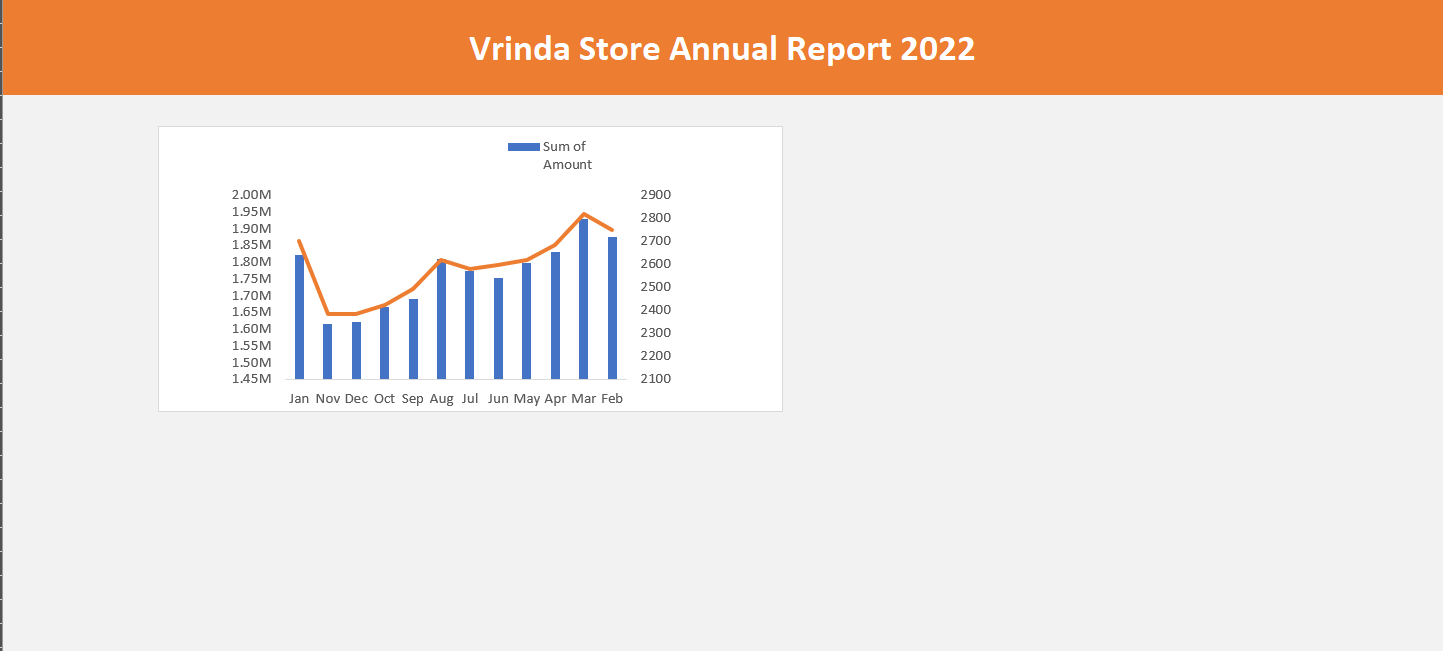 Vrinda Store Annual Report 2022
Sum of
Amount
2.00M
1.95M
1.90M
1.85M
1.80M
1.75M
1.70M
1.65M
1.60M
1.55M
1.50M
1.45M
2900
2800
2700
2600
2500
2400
2300
2200
2100
Jan Nov Dec Oct Sep Aug Jul Jun May Apr Mar Feb